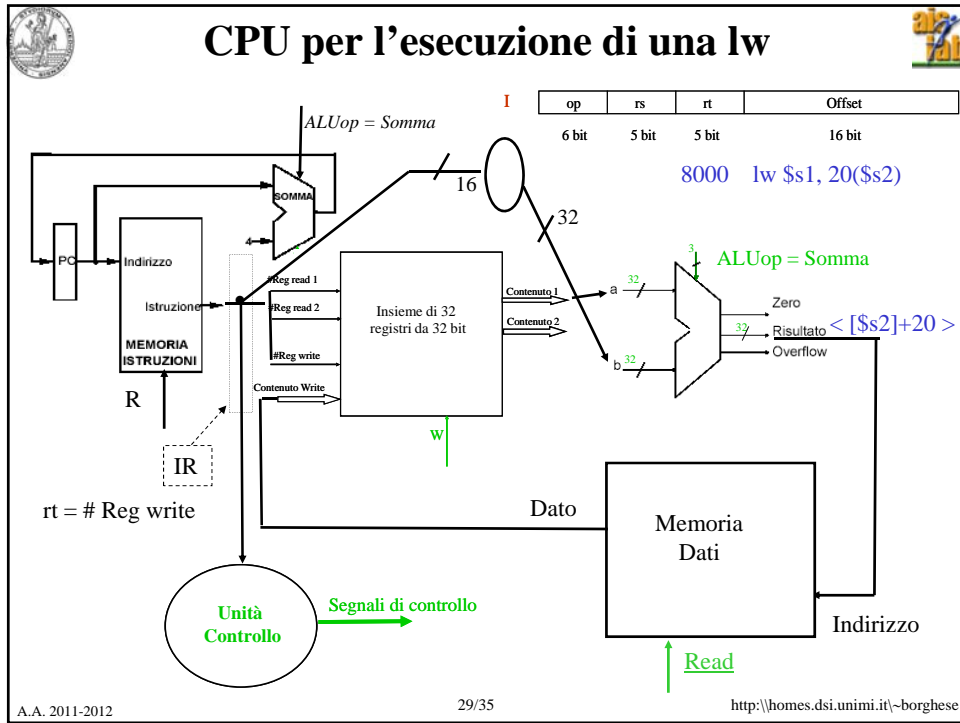 CPU per l'esecuzione di una lw
I op rs rt Offset
6 bit 5 bit 5 bit 16 bit
8000 lw $s1, 20($s2)
ALUop = Somma
SOMMA
4
PC
Indirizzo
Istruzione
MEMORIA
ISTRUZIONI
R
IR
rt = # Reg write
16
32
#Reg read 1
#Reg read 2
#Reg write
Contenuto Write
Insieme di 32
registri da 32 bit
Contenuto 1
Contenuto 2
W
a 32
b 32
3
ALUop = Somma
Zero
32 Risultato < [$s2]+20 >
Overflow
Dato
Memoria
Dati
Indirizzo
Read
Unità
Controllo
Segnali di controllo
A.A. 2011-2012
29/35
http:\\homes.dsi.unimi.it\~borghese